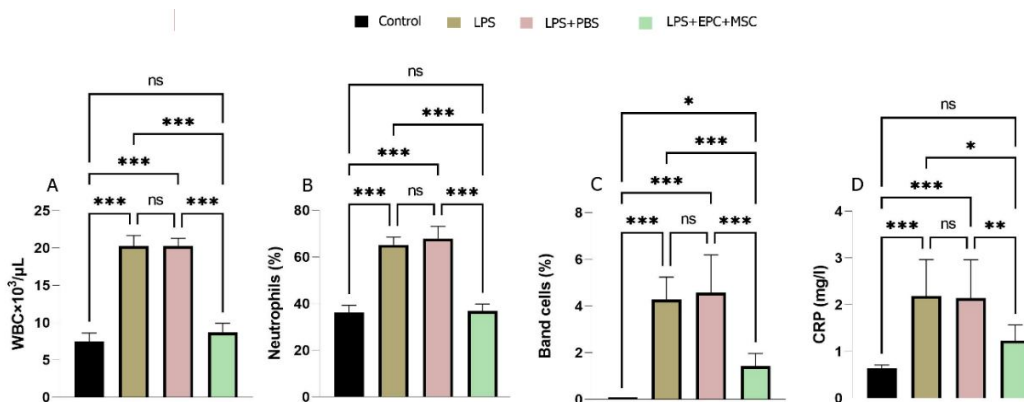 Control LPS LPS+PBS LPS+EPC+MSC
A
ns
***
***
*** ns ***
WBC×10³/µL
25
20
15
10
5
0
B
ns
***
***
*** ns ***
Neutrophils (%)
80
60
40
20
0
C
*
***
***
*** ns ***
Band cells (%)
8
6
4
2
0
D
ns
*
***
*** ns **
CRP (mg/l)
4
3
2
1
0